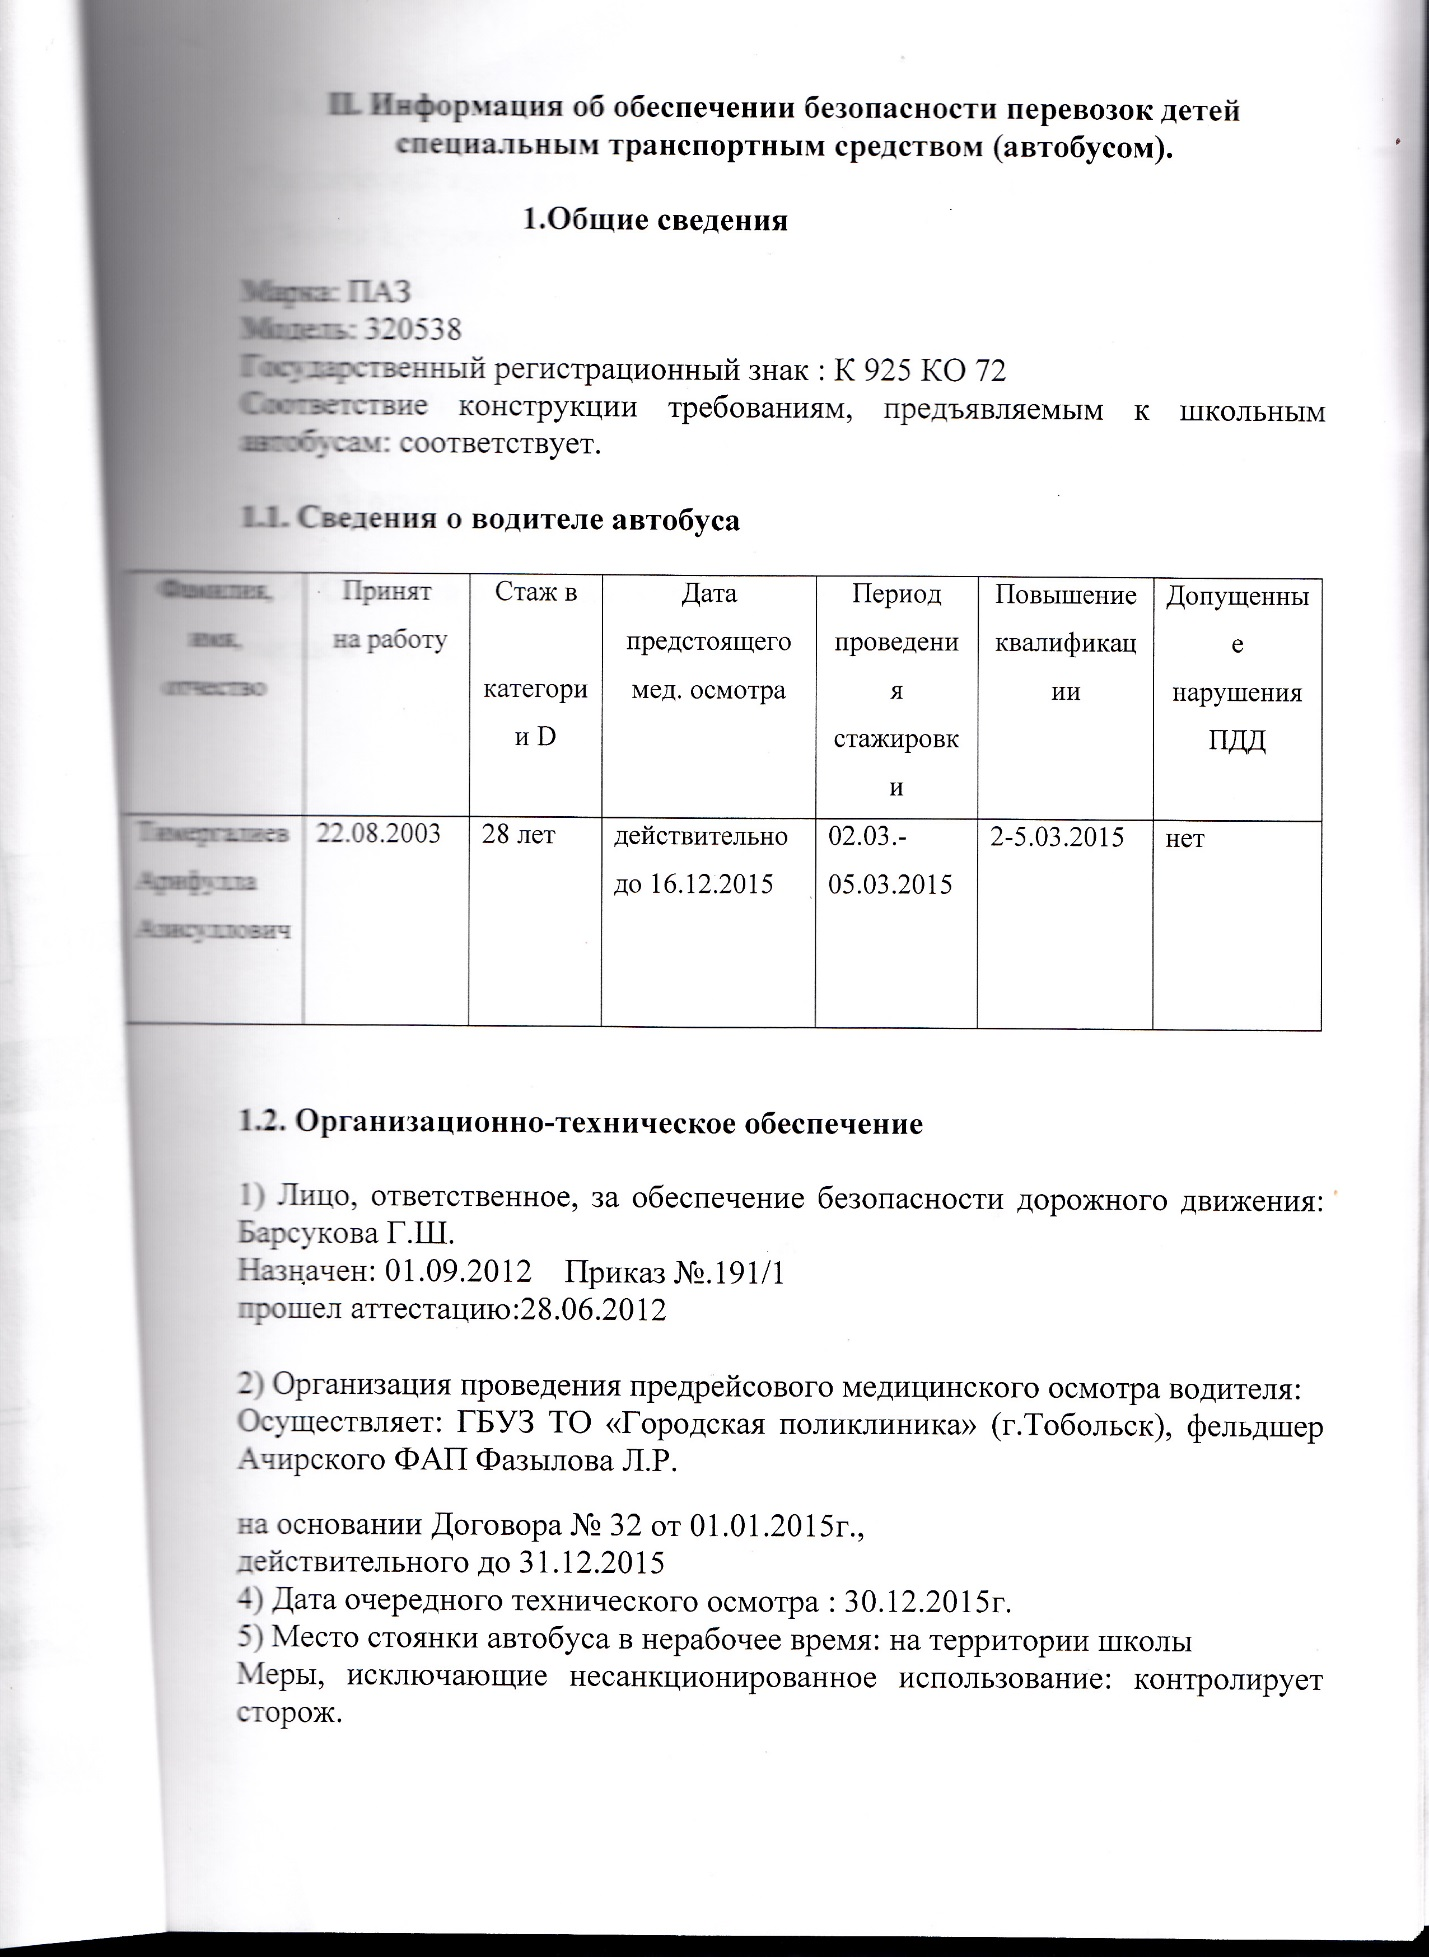 II. Информация об обеспечении безопасности перевозок детей
специальным транспортным средством (автобусом).
1.Общие сведения
Марка: ПАЗ
Модель: 320538
Государственный регистрационный знак : К 925 КО 72
Соответствие конструкции требованиям, предъявляемым к школьным
автобусам: соответствует.
1.1. Сведения о водителе автобуса
Фамилия,
имя,
отчество
Принят
на работу
Стаж в
категори
и D
Дата
предстоящего
мед. осмотра
Период
проведени
я
стажировк
и
Повышение
квалификац
ии
Допущенны
е
нарушения
ПДД
Тимергалиев
Арифулла
22.08.2003
28 лет
действительно
до 16.12.2015
02.03.-
05.03.2015
2-5.03.2015
нет
1.2. Организационно-техническое обеспечение
1) Лицо, ответственное, за обеспечение безопасности дорожного движения:
Барсукова Г.Ш.
Назначен: 01.09.2012 Приказ №.191/1
прошел аттестацию:28.06.2012
2) Организация проведения предрейсового медицинского осмотра водителя:
Осуществляет: ГБУЗ ТО «Городская поликлиника» (г.Тобольск), фельдшер
Ачирского ФАП Фазылова Л.Р.
на основании Договора № 32 от 01.01.2015г.,
действительного до 31.12.2015
4) Дата очередного технического осмотра : 30.12.2015г.
5) Место стоянки автобуса в нерабочее время: на территории школы
Меры, исключающие несанкционированное использование: контролирует
сторож.